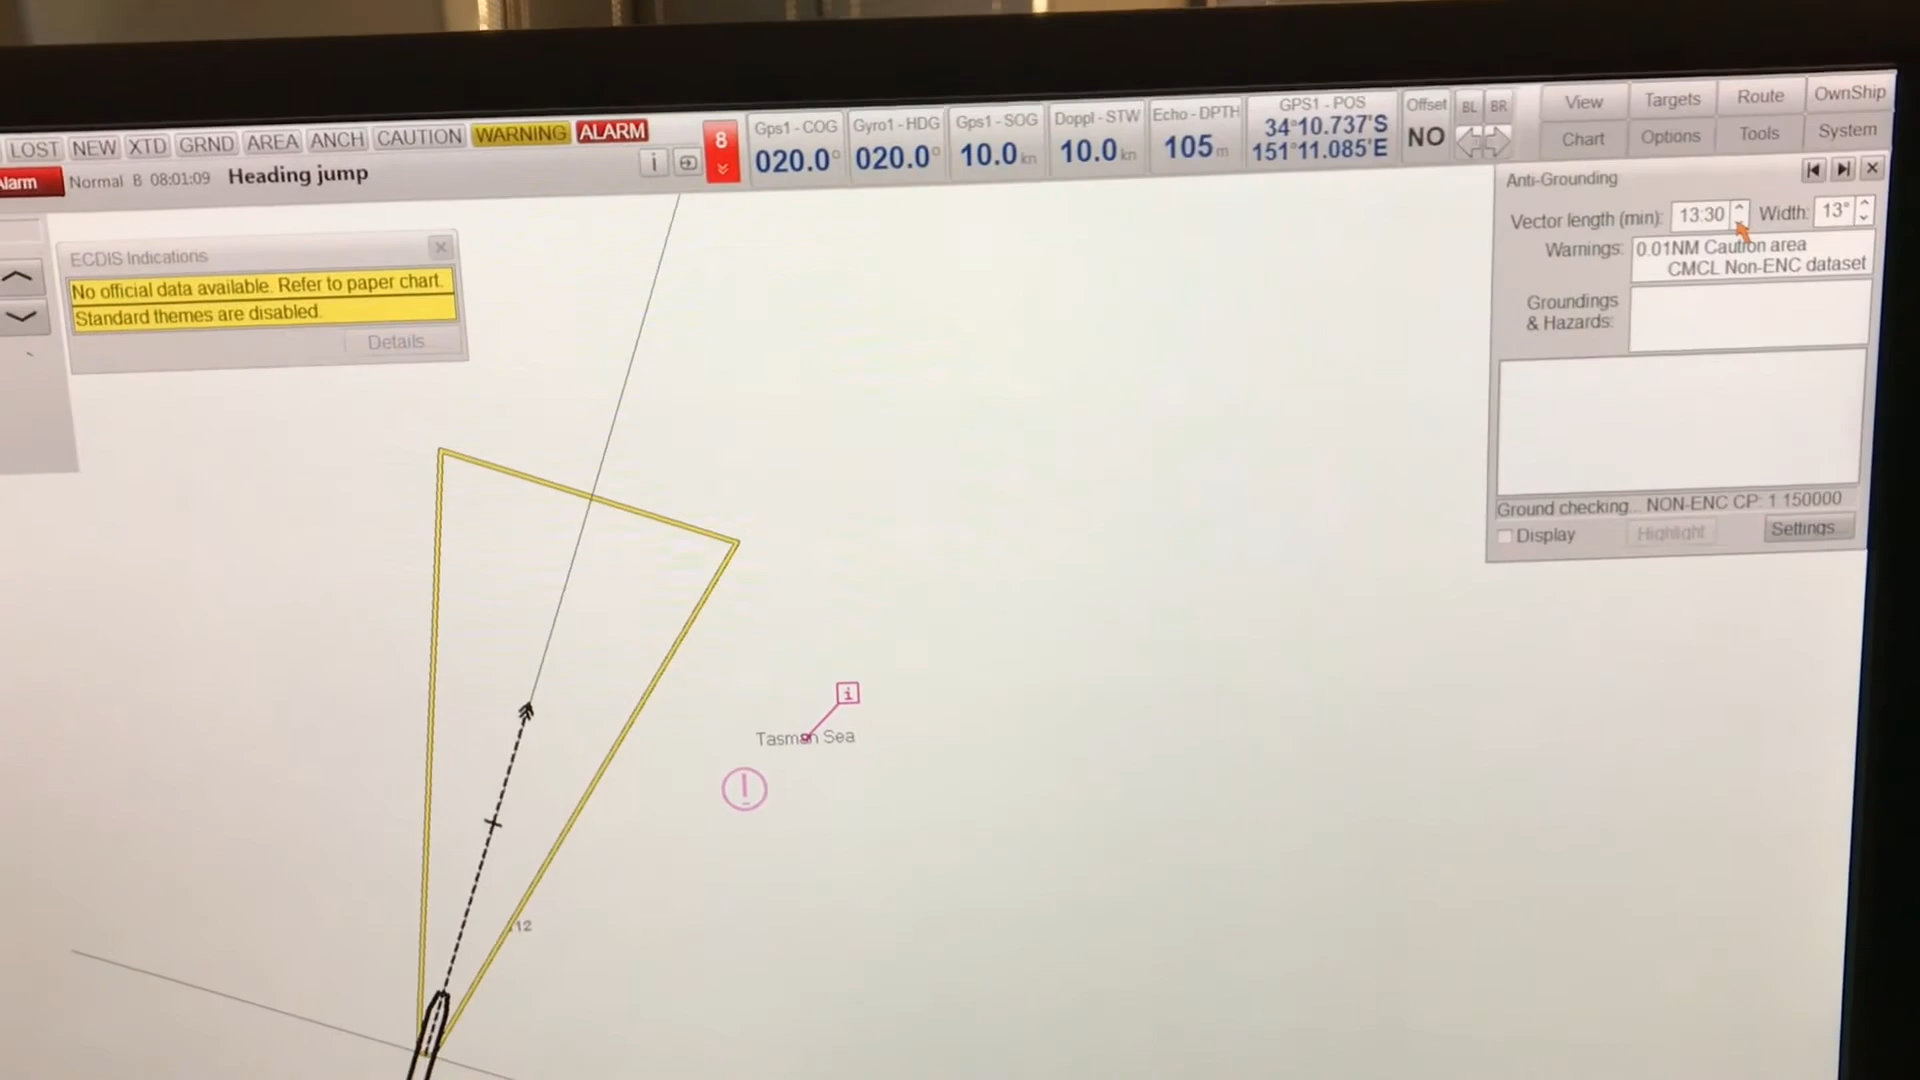 LOST NEW XTD GRND AREA ANCH CAUTION WARNING ALARM
Alarm Normal B 08:01:09 Heading jump
i
8
Gps1 - COG
020.0°
Gyro1 - HDG
020.0°
Gps1 - SOG
10.0 kn
Doppl - STW
10.0 kn
Echo - DPTH
105 m
GPS1 - POS
34°10.737'S
151°11.085'E
Offset
NO
BL BR
View Targets Route OwnShip
Chart Options Tools System
Anti-Grounding
Vector length (min): 13:30 Width: 13°
Warnings: 0.01NM Caution area
CMCL Non-ENC dataset
Groundings
& Hazards:
Ground checking... NON-ENC CP: 1 150000
Display Highlight Settings...
ECDIS Indications
No official data available. Refer to paper chart.
Standard themes are disabled.
Details
i
Tasman Sea
!
12